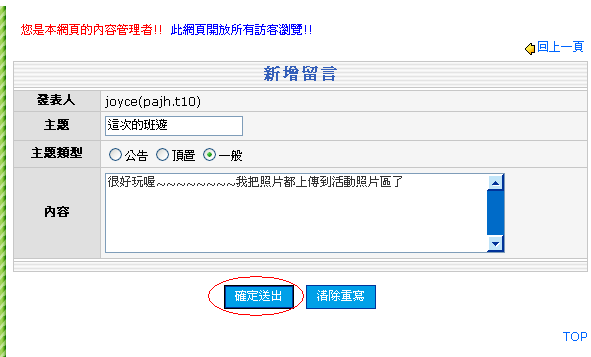 您是本網頁的內容管理者!! 此網頁開放所有訪客瀏覽!!
回上一頁
新增留言
發表人 joyce(pajh.t10)
主題 這次的班遊
主題類型 公告 頂置 一般
內容 很好玩喔~~~~~~~~我把照片都上傳到活動照片區了
確定送出 清除重寫
TOP